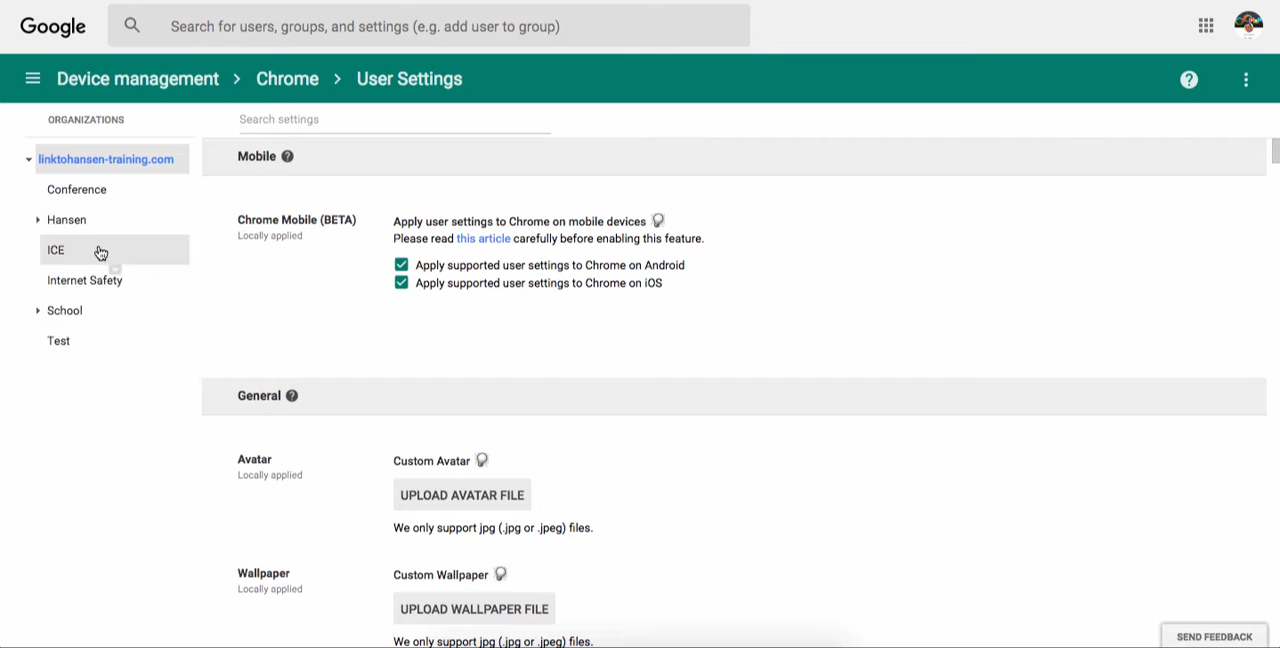 Google
Search for users, groups, and settings (e.g. add user to group)
Device management > Chrome > User Settings
ORGANIZATIONS
linktohansen-training.com
Conference
Hansen
ICE
Internet Safety
School
Test
Search settings
Mobile
Chrome Mobile (BETA)
Locally applied
Apply user settings to Chrome on mobile devices
Please read this article carefully before enabling this feature.
Apply supported user settings to Chrome on Android
Apply supported user settings to Chrome on iOS
General
Avatar
Locally applied
Custom Avatar
UPLOAD AVATAR FILE
We only support jpg (.jpg or .jpeg) files.
Wallpaper
Locally applied
Custom Wallpaper
UPLOAD WALLPAPER FILE
We only support jpg (.jpg or .jpeg) files.
SEND FEEDBACK